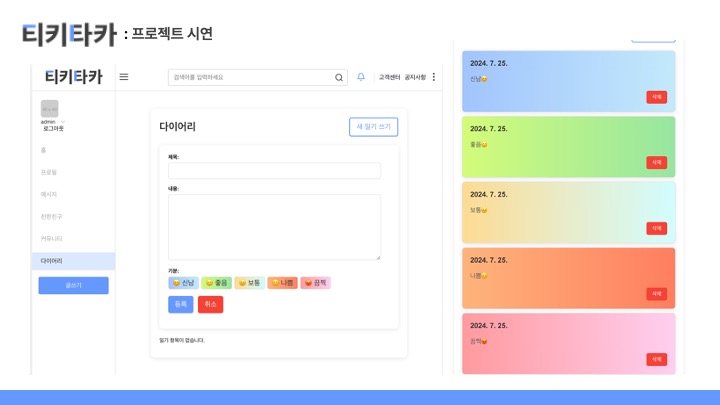 티키타카 : 프로젝트 시연
티키타카
검색어를 입력하세요
고객센터 공지사항
admin
로그아웃
홈
프로필
메시지
친한친구
커뮤니티
다이어리
글쓰기
다이어리
새 일기 쓰기
제목:
내용:
기분:
😄 신남 😊 좋음 😐 보통 🙁 나쁨 😡 끔찍
등록 취소
일기 항목이 없습니다.
2024. 7. 25.
신남
삭제
2024. 7. 25.
좋음
삭제
2024. 7. 25.
보통
삭제
2024. 7. 25.
나쁨
삭제
2024. 7. 25.
끔찍
삭제